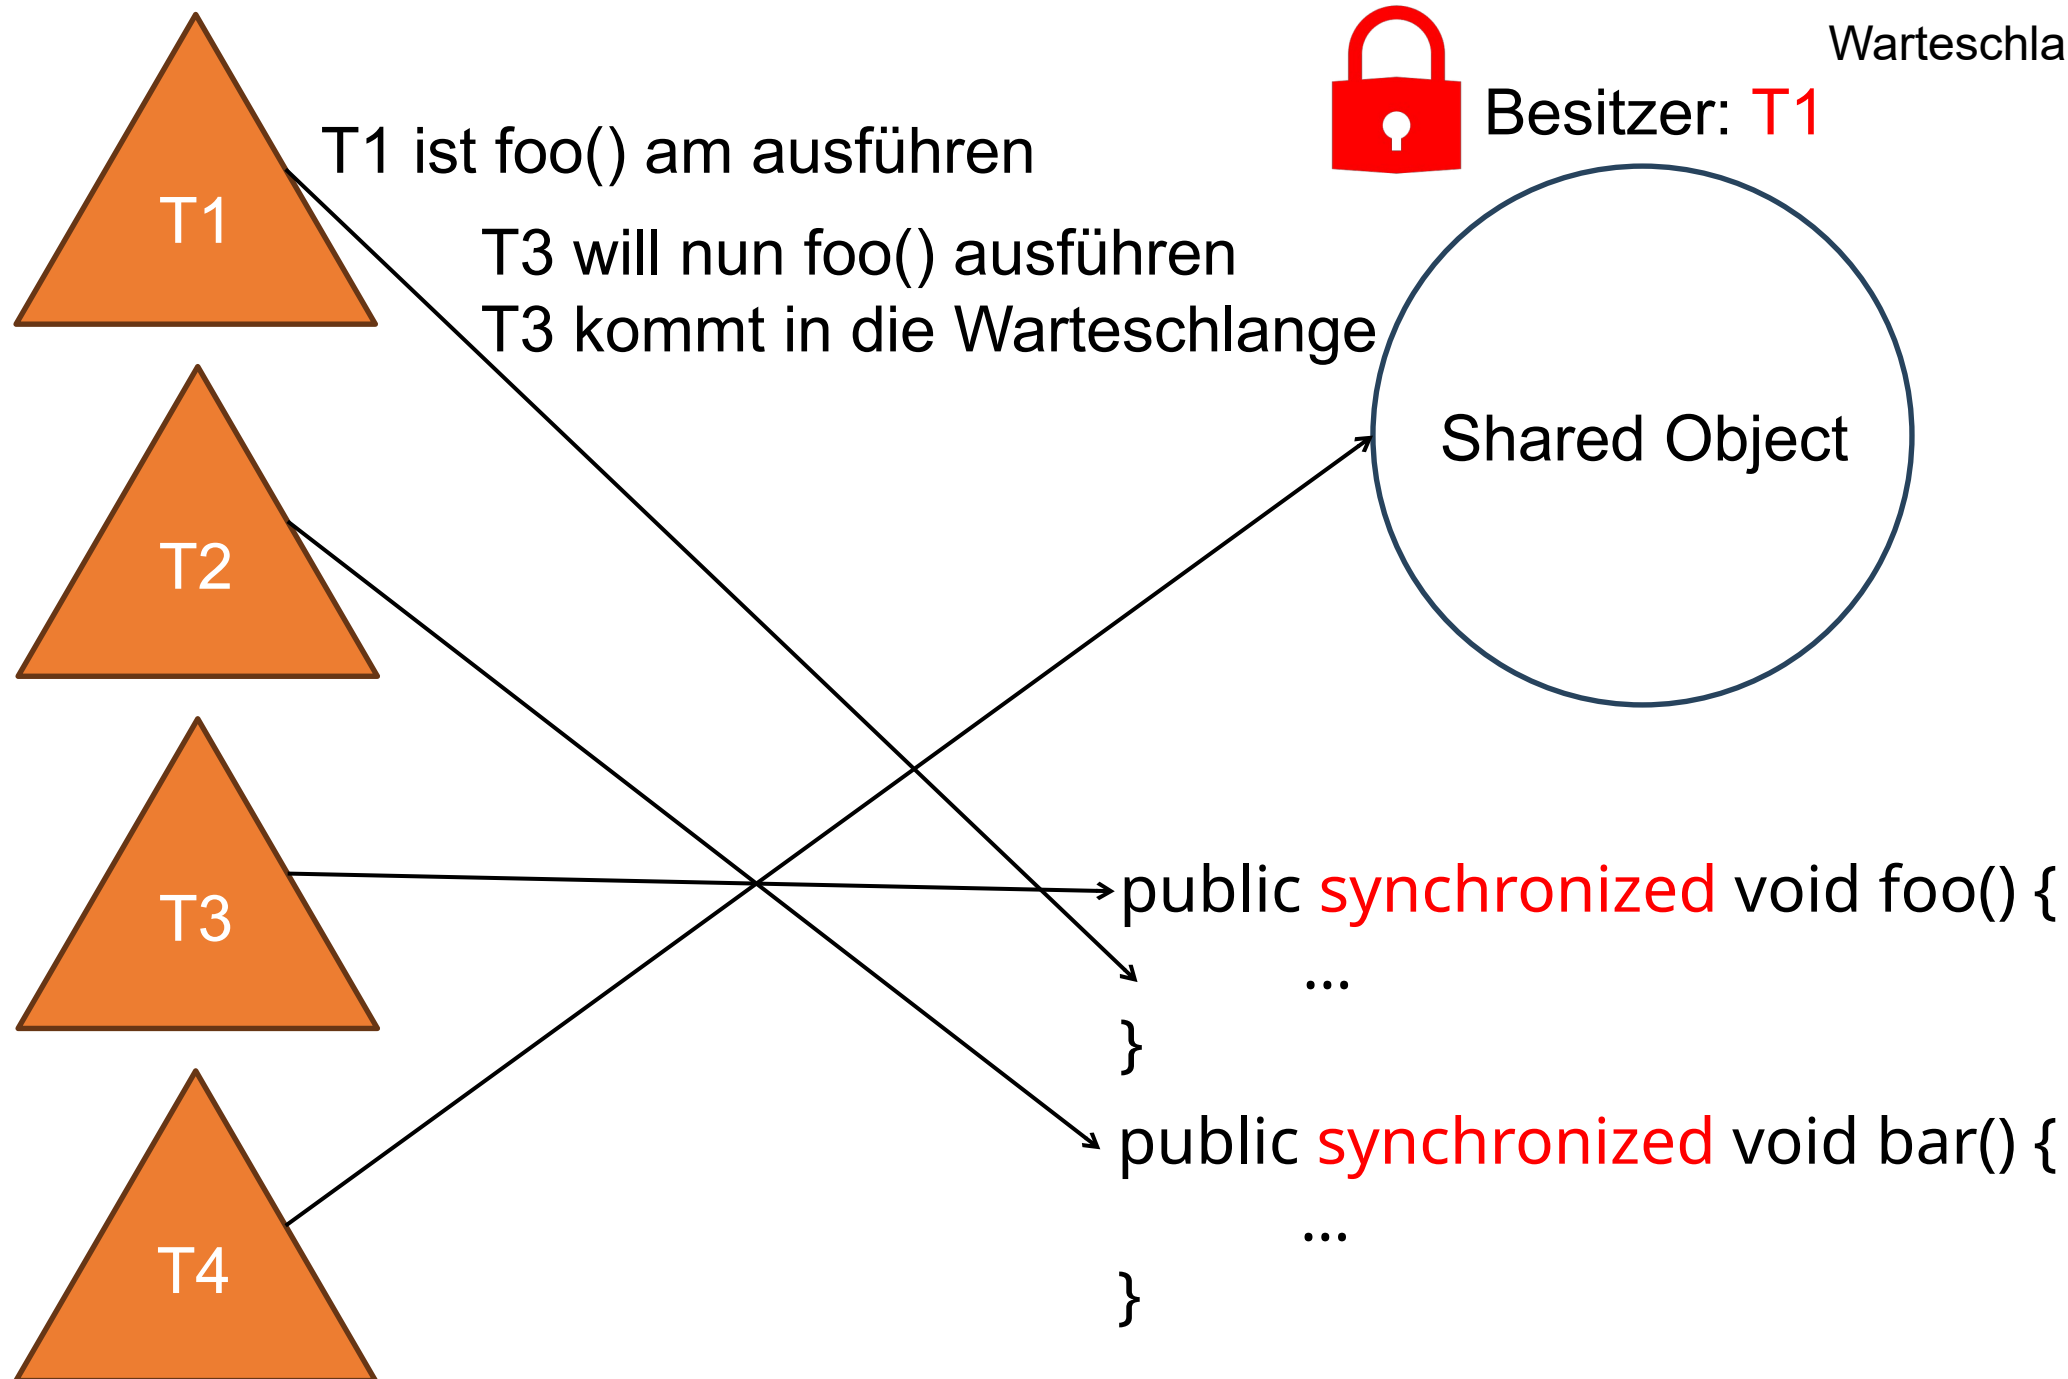 Warteschla
Besitzer: T1
T1 ist foo() am ausführen
T1
T3 will nun foo() ausführen
T3 kommt in die Warteschlange
Shared Object
T2
T3
public synchronized void foo() {
...
}
public synchronized void bar() {
...
}
T4